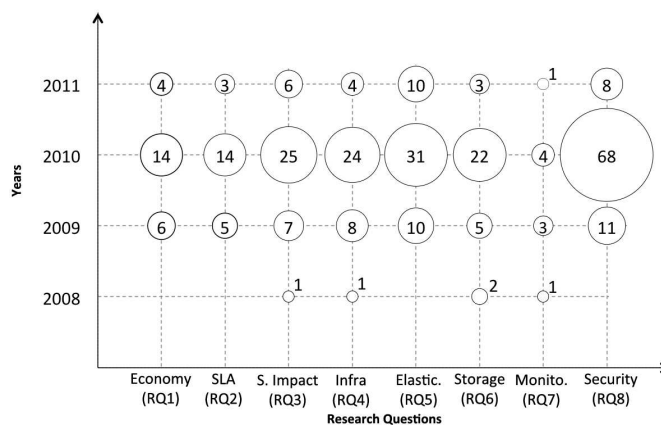 1
2011 4 3 6 4 10 3 8
2010 14 14 25 24 31 22 4 68
Years
2009 6 5 7 8 10 5 3 11
1 1 2 1
2008
Economy SLA S. Impact Infra Elastic. Storage Monito. Security
(RQ1) (RQ2) (RQ3) (RQ4) (RQ5) (RQ6) (RQ7) (RQ8)
Research Questions